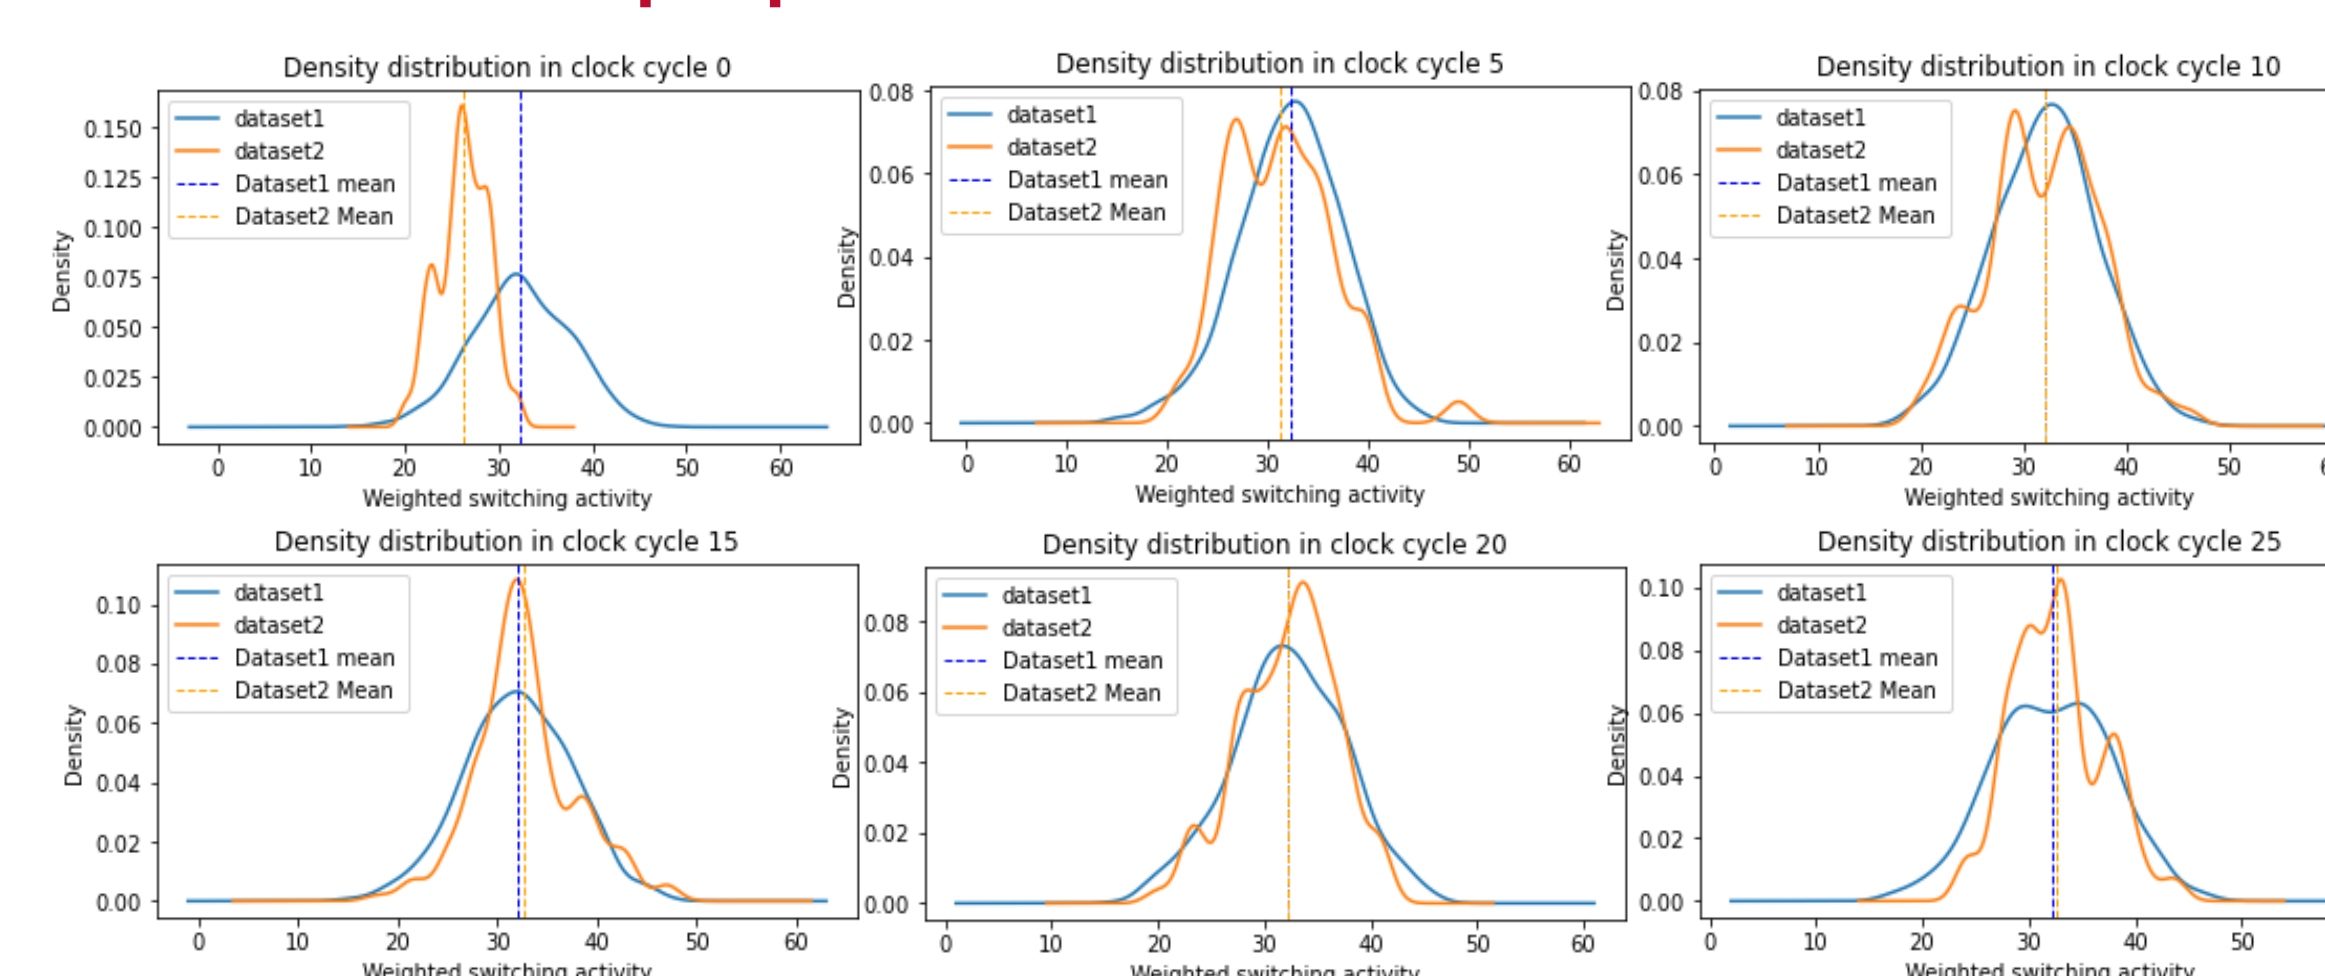 Density distribution in clock cycle 0
dataset1
dataset2
Dataset1 mean
Dataset2 Mean
0.150
0.125
0.100
0.075
0.050
0.025
0.000
Density
0 10 20 30 40 50 60
Weighted switching activity
Density distribution in clock cycle 5
dataset1
dataset2
Dataset1 mean
Dataset2 Mean
0.08
0.06
0.04
0.02
0.00
Density
0 10 20 30 40 50 60
Weighted switching activity
Density distribution in clock cycle 10
dataset1
dataset2
Dataset1 mean
Dataset2 Mean
0.08
0.06
0.04
0.02
0.00
Density
0 10 20 30 40 50
Weighted switching activity
Density distribution in clock cycle 15
dataset1
dataset2
Dataset1 mean
Dataset2 Mean
0.10
0.08
0.06
0.04
0.02
0.00
Density
0 10 20 30 40 50 60
Weighted switching activity
Density distribution in clock cycle 20
dataset1
dataset2
Dataset1 mean
Dataset2 Mean
0.08
0.06
0.04
0.02
0.00
Density
0 10 20 30 40 50 60
Weighted switching activity
Density distribution in clock cycle 25
dataset1
dataset2
Dataset1 mean
Dataset2 Mean
0.10
0.08
0.06
0.04
0.02
0.00
Density
0 10 20 30 40 50
Weighted switching activity